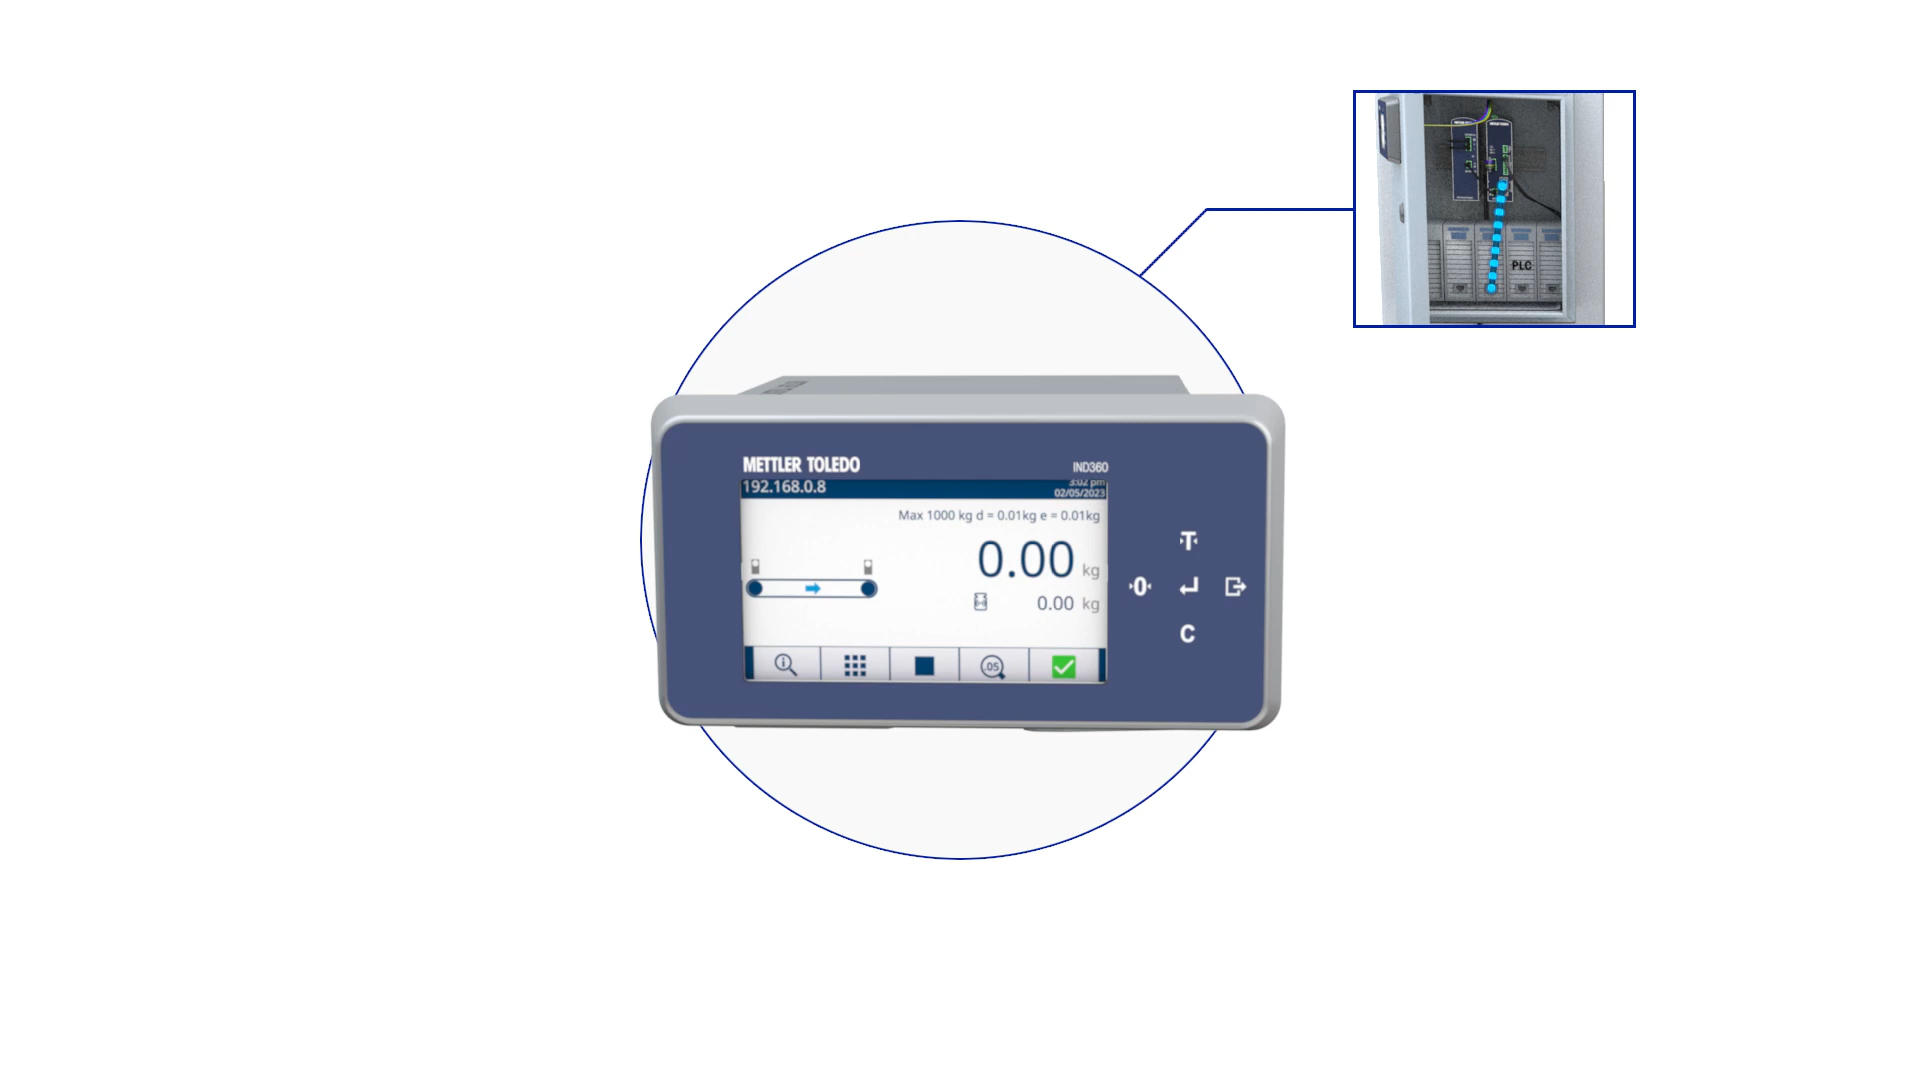 METTLER TOLEDO
IND360
192.168.0.8
3:02 pm
02/05/2023
Max 1000 kg d = 0.01kg e = 0.01kg
0.00 kg
0.00 kg
.05
T
0
C
PLC